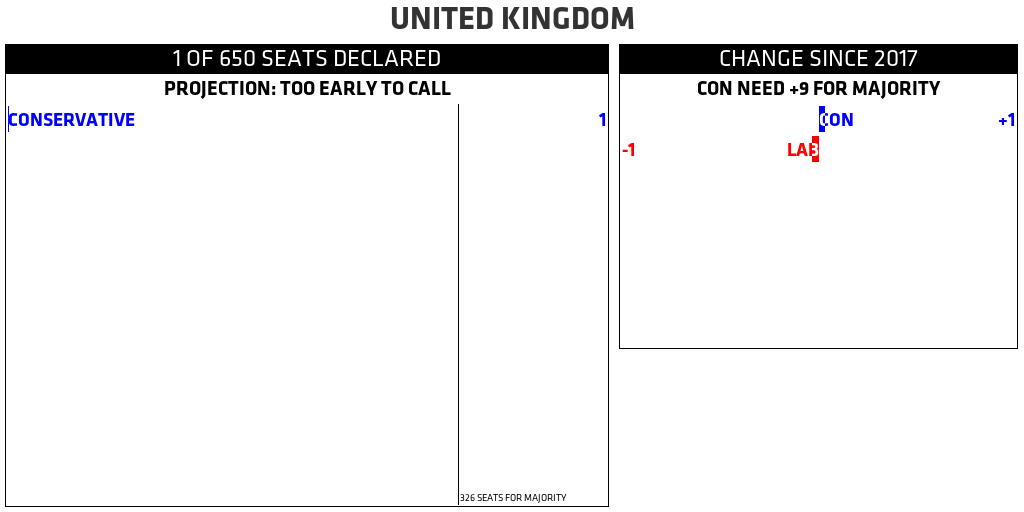 UNITED KINGDOM
1 OF 650 SEATS DECLARED
PROJECTION: TOO EARLY TO CALL
CONSERVATIVE 1
326 SEATS FOR MAJORITY
CHANGE SINCE 2017
CON NEED +9 FOR MAJORITY
CON +1
-1 LAB